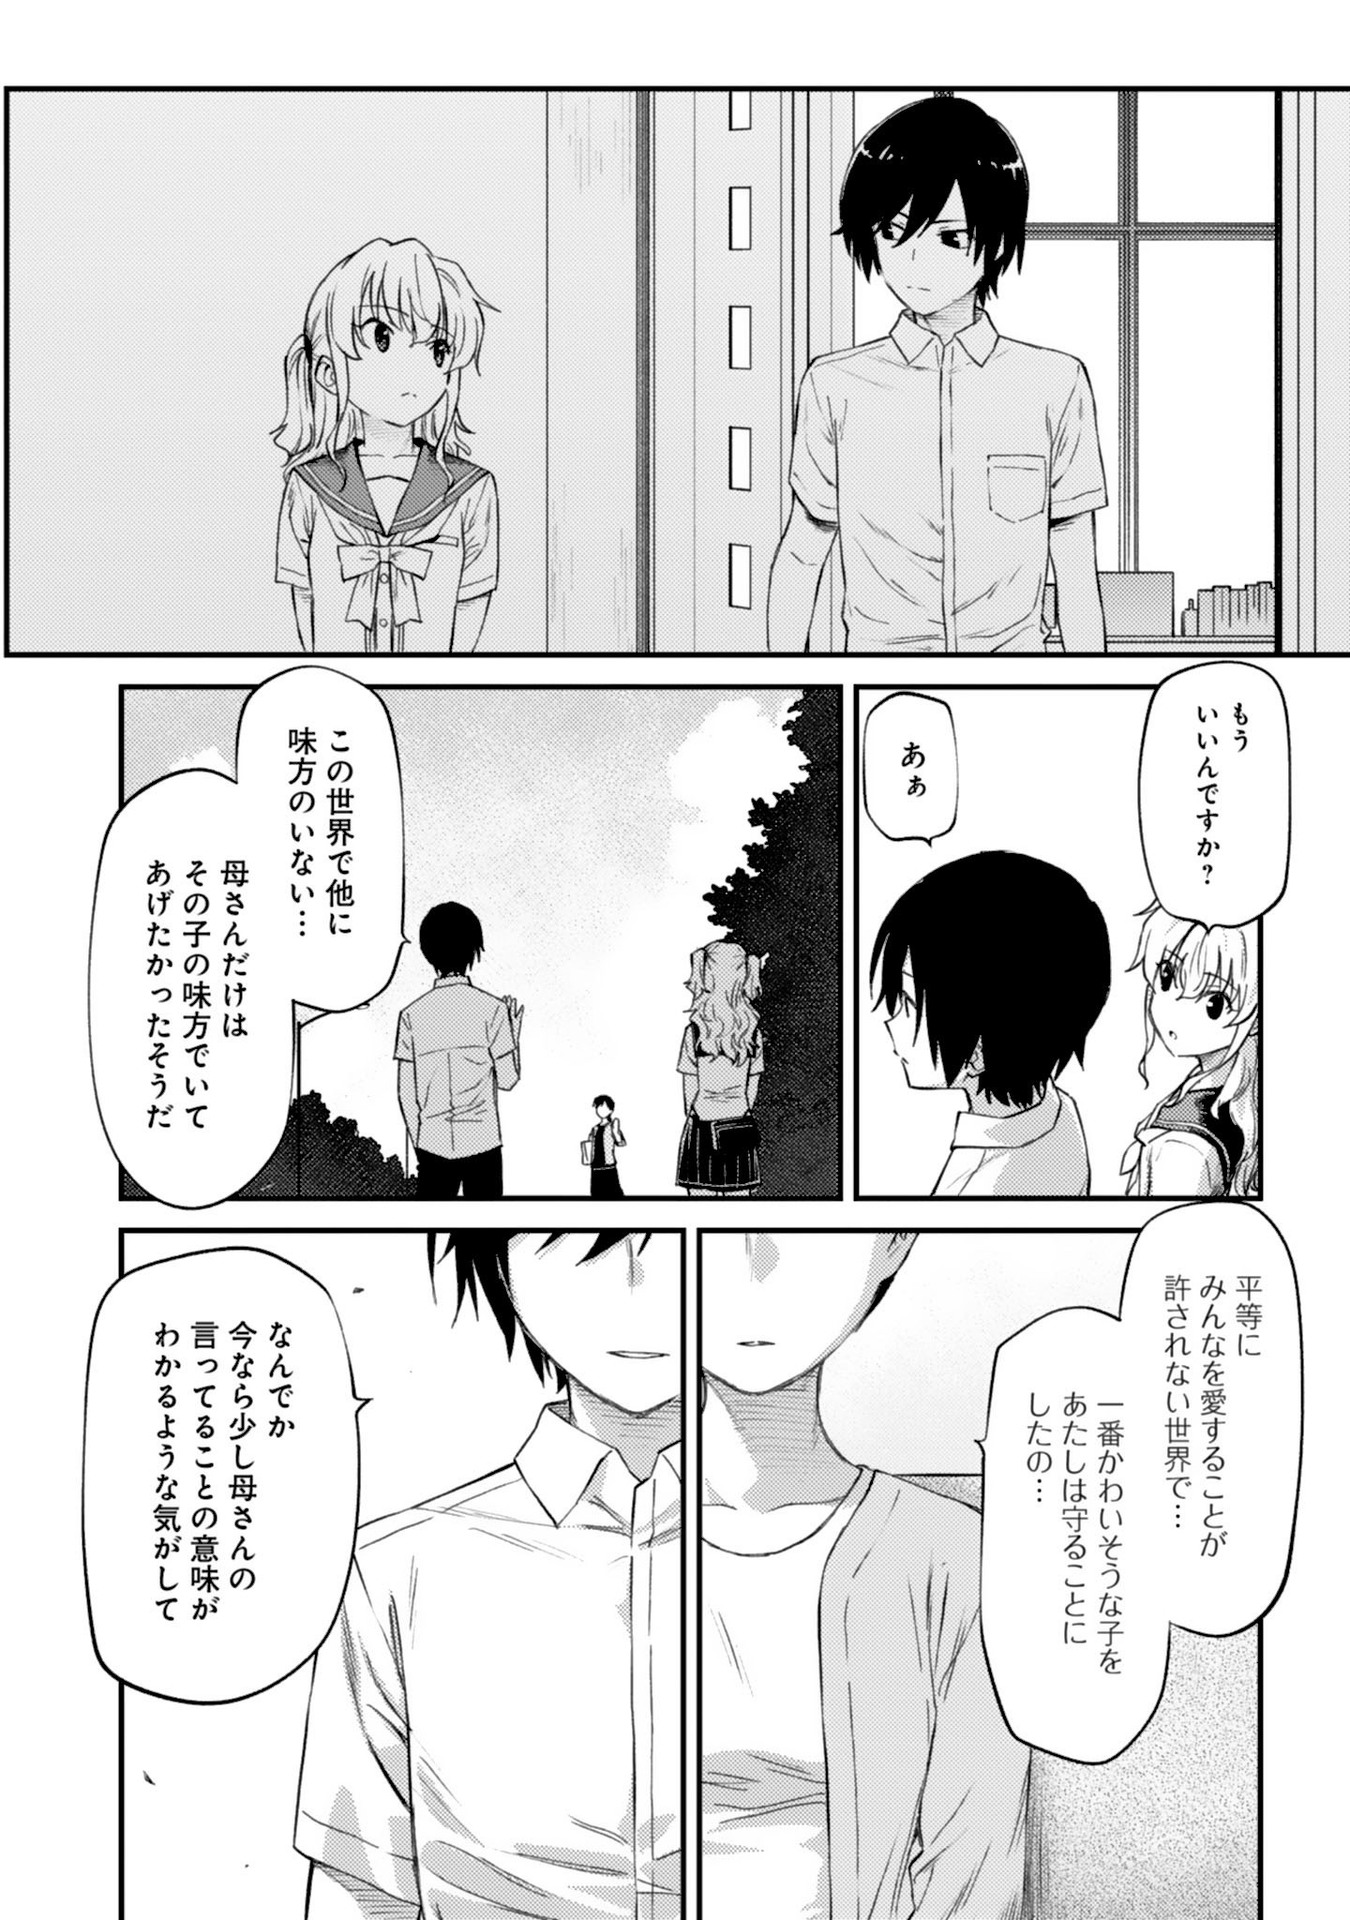 もう
いいんですか？
あぁ
この世界で他に
味方のいない…
母さんだけは
その子の味方でいて
あげたかったそうだ
平等に
みんなを愛することが
許されない世界で…
一番かわいそうな子を
あたしは守ることに
したの…
なんでか
今なら少し母さんの
言ってることの意味が
わかるような気がして